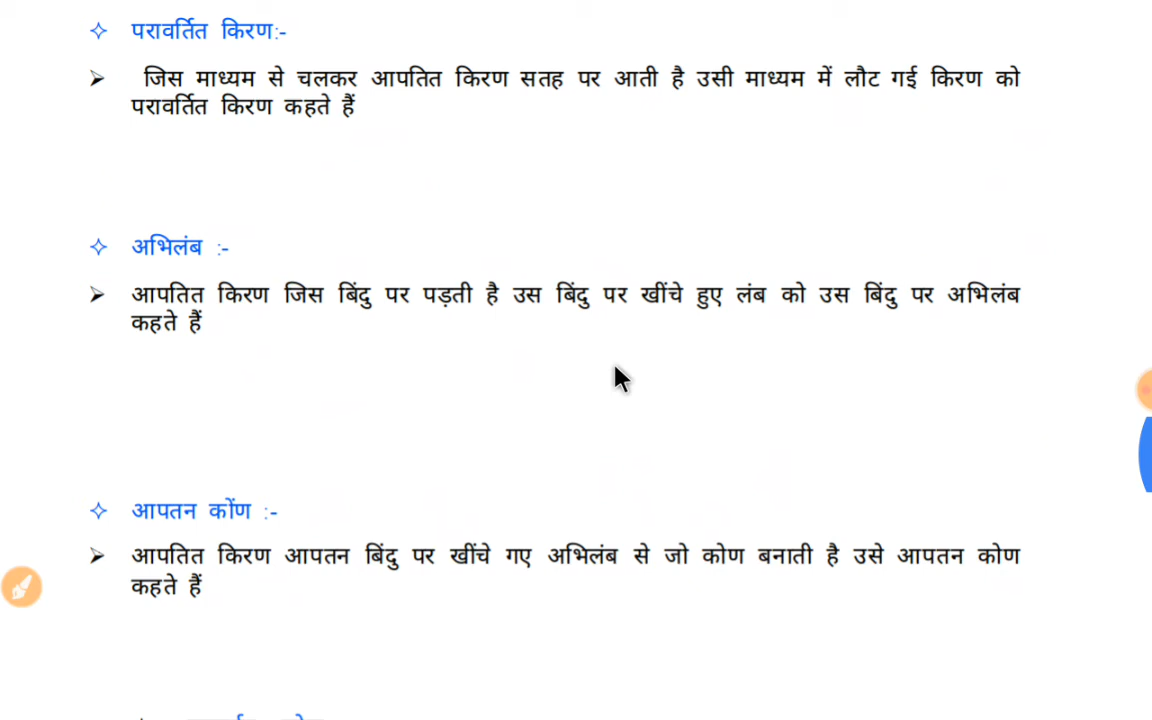 ✧ परावर्तित किरण:-
➢ जिस माध्यम से चलकर आपतित किरण सतह पर आती है उसी माध्यम में लौट गई किरण को
परावर्तित किरण कहते हैं
✧ अभिलंब :-
➢ आपतित किरण जिस बिंदु पर पड़ती है उस बिंदु पर खींचे हुए लंब को उस बिंदु पर अभिलंब
कहते हैं
✧ आपतन कोंण :-
➢ आपतित किरण आपतन बिंदु पर खींचे गए अभिलंब से जो कोण बनाती है उसे आपतन कोण
कहते हैं